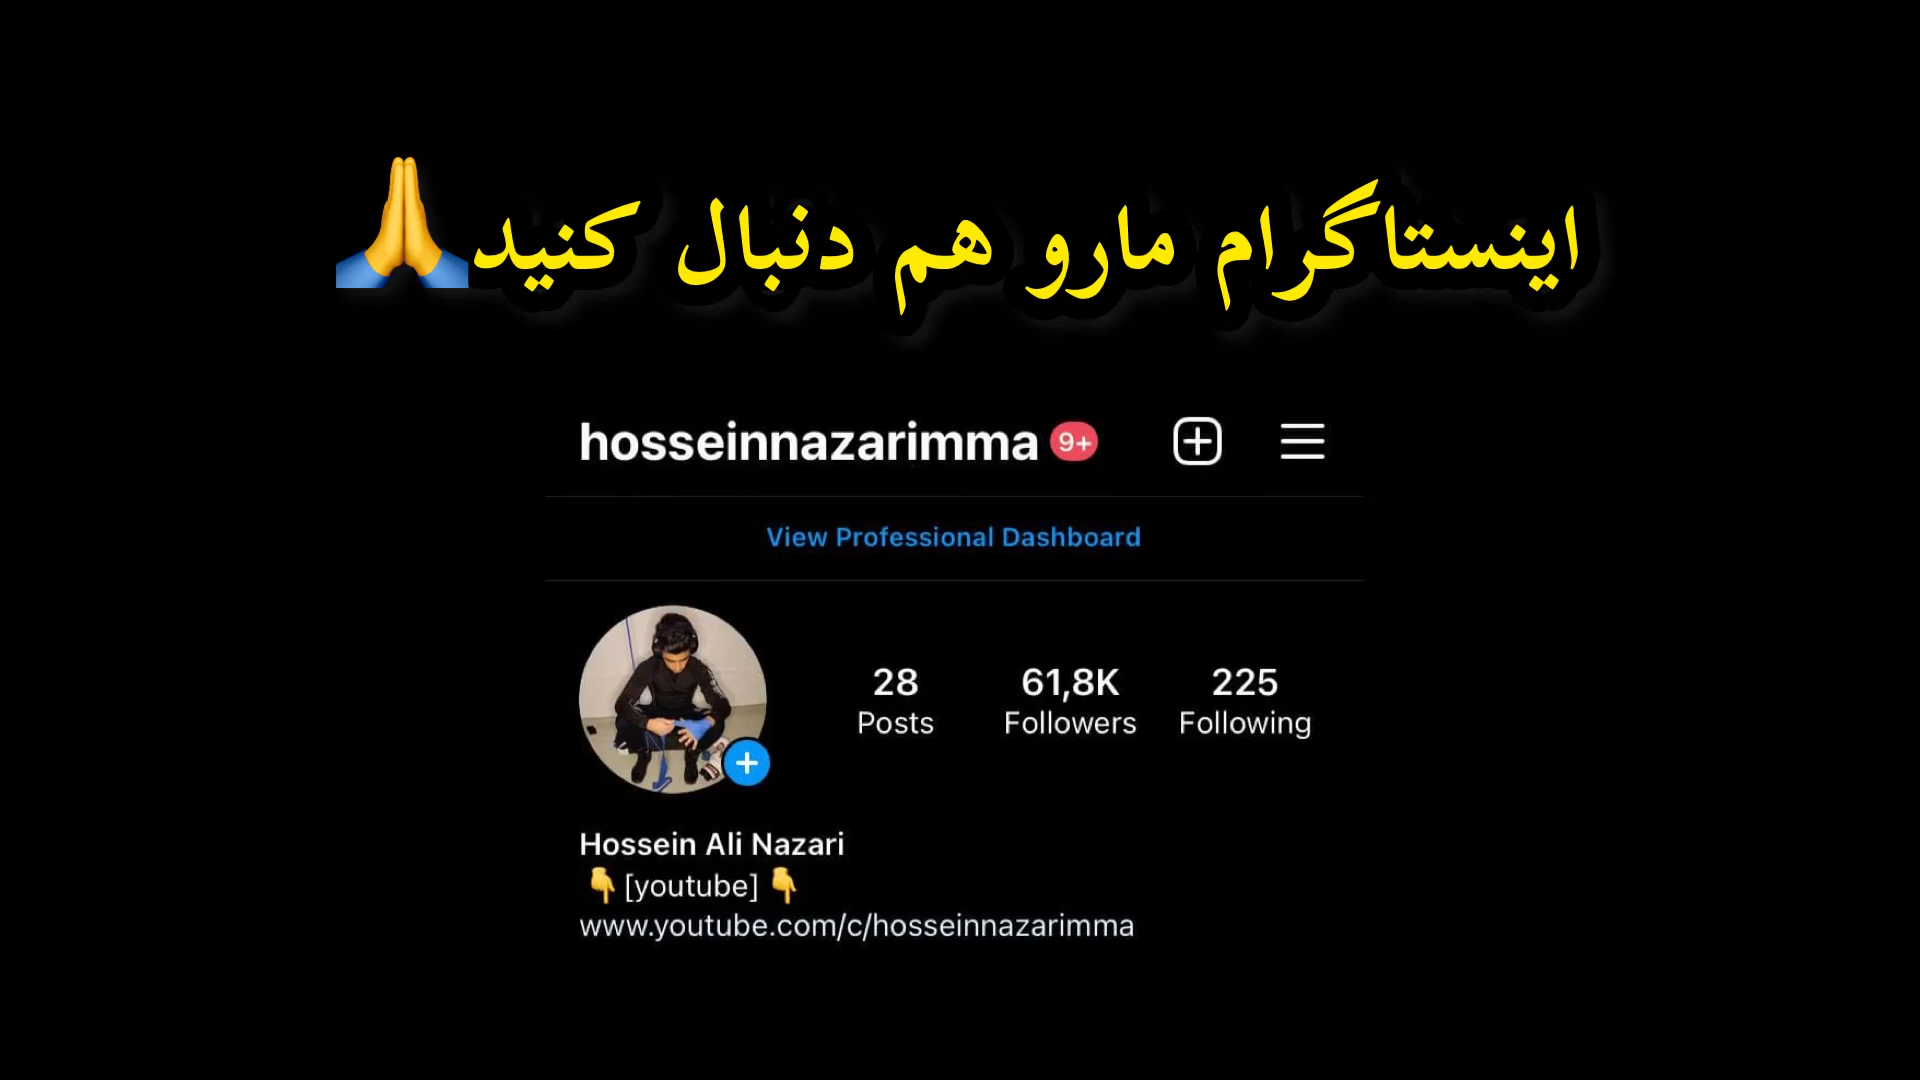 اینستاگرام مارو هم دنبال کنید🙏
hosseinnazarimma 9+
View Professional Dashboard
28 61,8K 225
Posts Followers Following
Hossein Ali Nazari
👇[youtube]👇
www.youtube.com/c/hosseinnazarimma